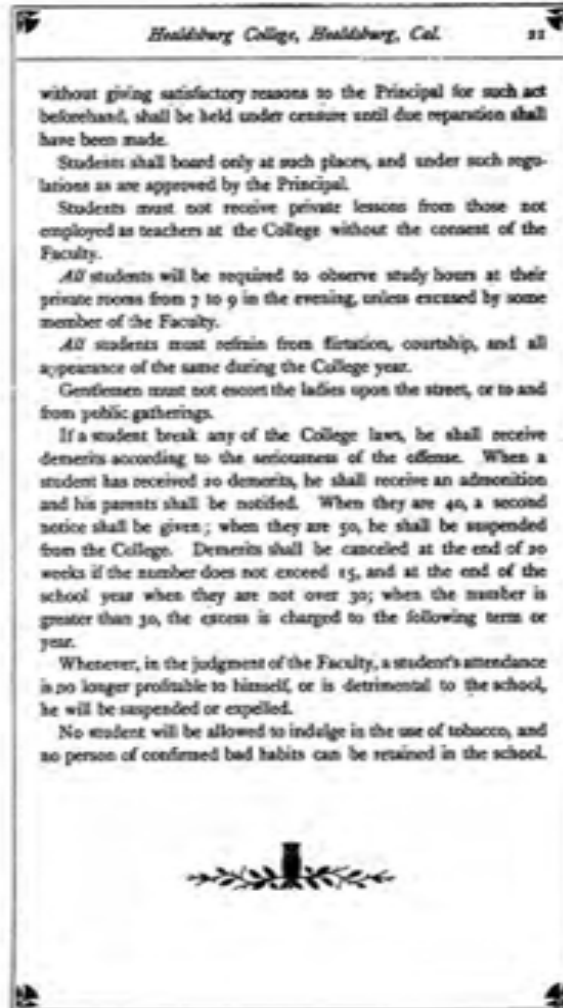 Healdsburg College, Healdsburg, Cal. 21
without giving satisfactory reasons to the Principal for such act
beforehand, shall be held under censure until due reparation shall
have been made.
Students shall board only at such places, and under such regu-
lations as are approved by the Principal.
Students must not receive private lessons from those not
employed as teachers at the College without the consent of the
Faculty.
All students will be required to observe study hours at their
private rooms from 7 to 9 in the evening, unless excused by some
member of the Faculty.
All students must refrain from flirtation, courtship, and all
appearance of the same during the College year.
Gentlemen must not escort the ladies upon the street, or to and
from public gatherings.
If a student break any of the College laws, he shall receive
demerits according to the seriousness of the offense. When a
student has received 20 demerits, he shall receive an admonition
and his parents shall be notified. When they are 40, a second
notice shall be given; when they are 50, he shall be suspended
from the College. Demerits shall be canceled at the end of 20
weeks if the number does not exceed 15, and at the end of the
school year when they are not over 30; when the number is
greater than 30, the excess is charged to the following term or
year.
Whenever, in the judgment of the Faculty, a student's attendance
is no longer profitable to himself, or is detrimental to the school,
he will be suspended or expelled.
No student will be allowed to indulge in the use of tobacco, and
no person of confirmed bad habits can be retained in the school.